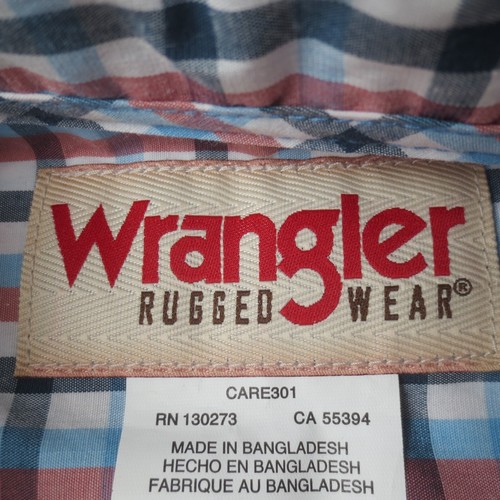 Wrangler
RUGGED WEAR®
CARE301
RN 130273 CA 55394
MADE IN BANGLADESH
HECHO EN BANGLADESH
FABRIQUE AU BANGLADESH